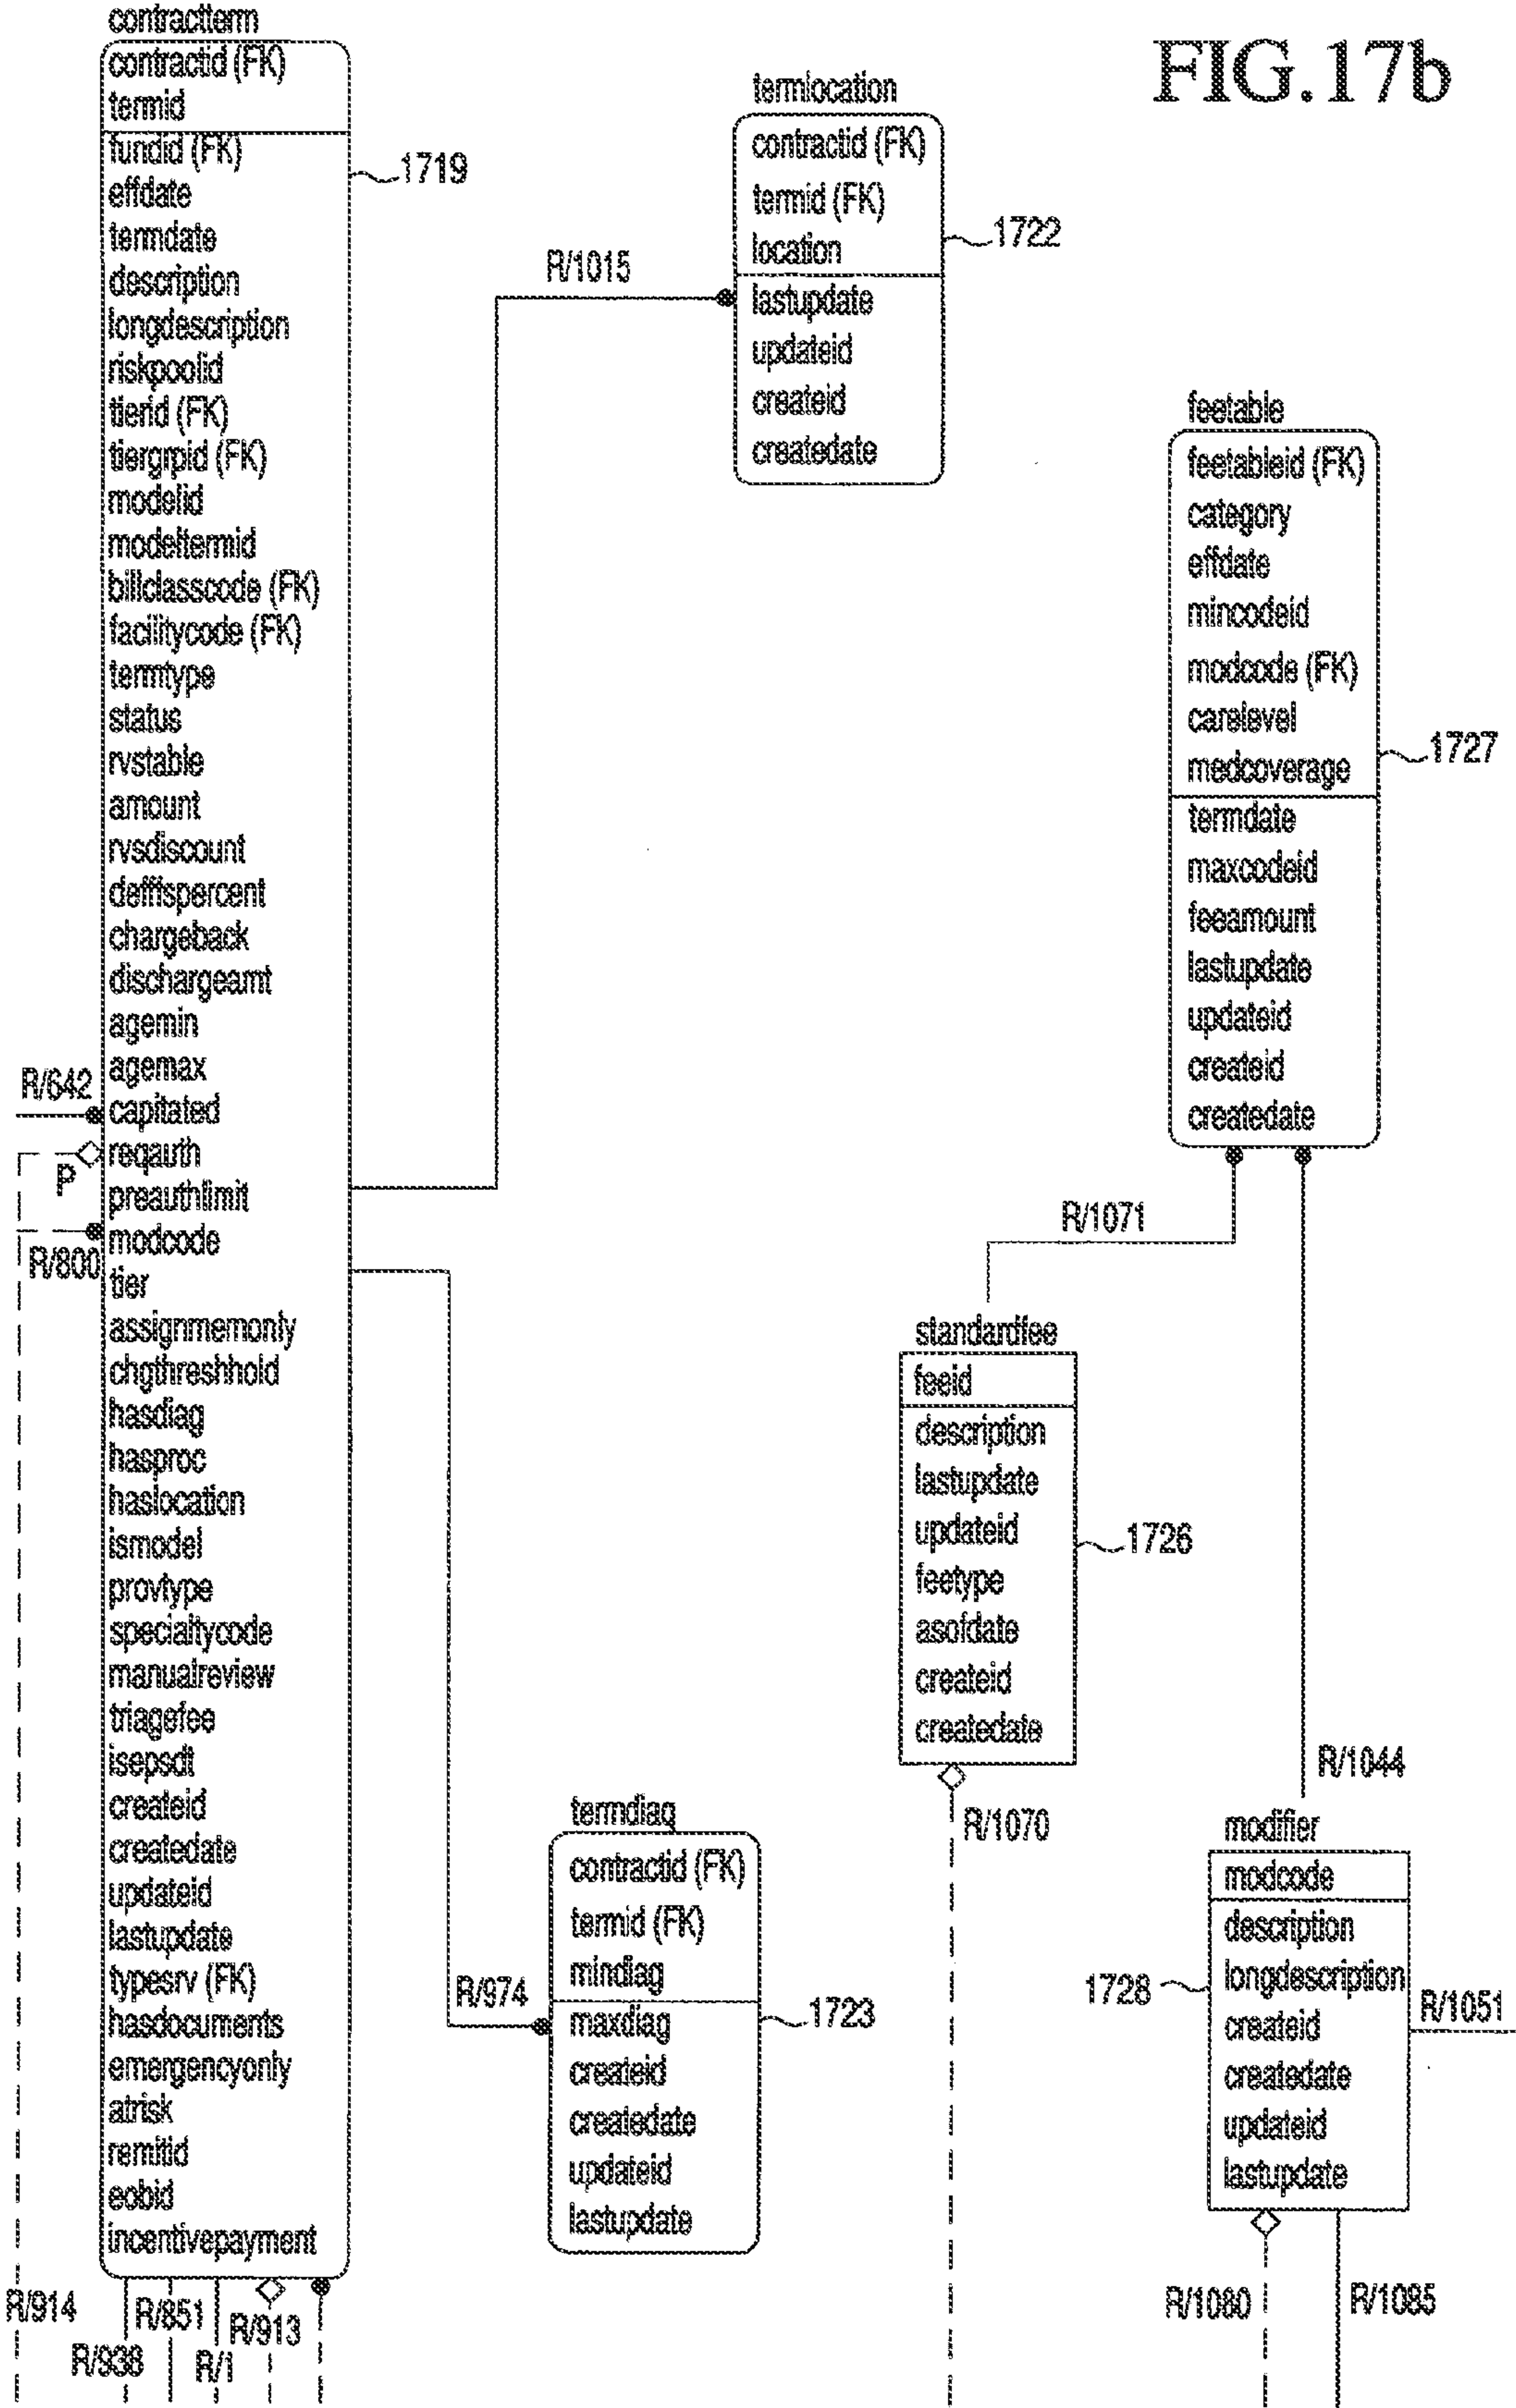 FIG.17b
contractterm
contractid (FK)
termid
fundid (FK)
effdate
termdate
description
longdescription
riskpoolid
tierid (FK)
tiergrpid (FK)
modelid
modeltermid
billclasscode (FK)
facilitycode (FK)
termtype
status
rvstable
amount
rvsdiscount
deffispercent
chargeback
dischargeamt
agemin
agemax
capitated
reqauth
preauthlimit
modcode
tier
assignmemonly
chgthreshhold
hasdiag
hasproc
haslocation
ismodel
provtype
specialtycode
manualreview
triagefee
isepsdt
createid
createdate
updateid
lastupdate
typesrv (FK)
hasdocuments
emergencyonly
atrisk
remitid
eobid
incentivepayment
1719
R/642
P
R/800
R/914
R/938
R/851
R/i
R/913
R/1015
termlocation
contractid (FK)
termid (FK)
location
lastupdate
updateid
createid
createdate
1722
R/974
termdiag
contractid (FK)
termid (FK)
mindiag
maxdiag
createid
createdate
updateid
lastupdate
1723
feetable
feetableid (FK)
category
effdate
mincodeid
modcode (FK)
carelevel
medcoverage
termdate
maxcodeid
feeamount
lastupdate
updateid
createid
createdate
1727
R/1071
standardfee
feeid
description
lastupdate
updateid
feetype
asofdate
createid
createdate
1726
R/1070
R/1044
modifier
modcode
description
longdescription
createid
createdate
updateid
lastupdate
1728
R/1051
R/1080
R/1085